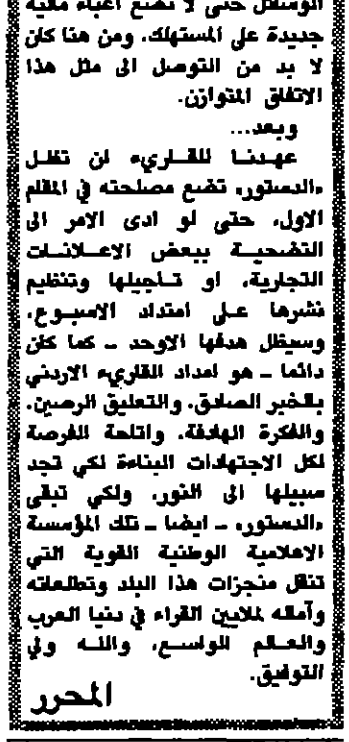 الوسائل حتى لا تصنع اعباء مالية
جديدة على المستهلك، ومن هنا كان
لا بد من التوصل الى مثل هذا
الاتفاق المتوازن.
وبعد...
عهدنا للقاريء ان تظل
«الدستور» تضع مصلحته في المقام
الاول، حتى لو ادى الامر الى
التضحية ببعض الاعلانات
التجارية، او تأجيلها وتنظيم
نشرها على امتداد الاسبوع،
وسيظل هدفها الاوحد ـ كما كان
دائما ـ هو امداد القاريء الاردني
بالخبر الصادق، والتعليق الرصين،
والفكرة الهادفة، واتاحة الفرصة
لكل الاجتهادات البناءة لكي تجد
سبيلها الى النور، ولكي تبقى
«الدستور» ـ ايضا ـ تلك المؤسسة
الاعلامية الوطنية القوية التي
تنقل منجزات هذا البلد وتطلعاته
وآماله لملايين القراء في دنيا العرب
والعالم الواسع، والله ولي
التوفيق.
المحرر